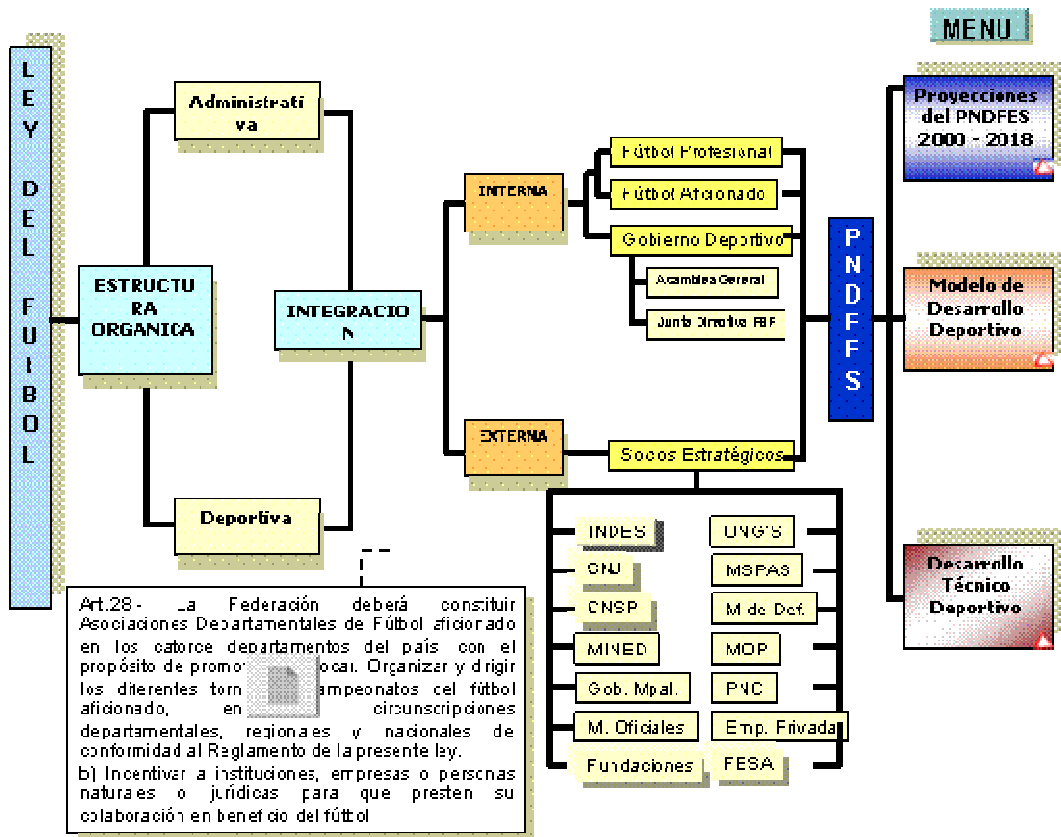 MENU
LEY DEL FUTBOL
Administrati
va
ESTRUCTU
RA
ORGANICA
Deportiva
INTEGRACIO
N
INTERNA
EXTERNA
Fútbol Profesional
Fútbol Aficionado
Gobierno Deportivo
Asamblea General
Junta Directiva
Socios Estratégicos
INDES
CNJ
CNSP
MINED
Gob. Mpal.
M. Oficiales
Fundaciones
ONG'S
MSPAS
M de Def.
MOP
PNC
Emp. Privada
FESA
PNDFES
Proyecciones
del PNDFES
2000 - 2018
Modelo de
Desarrollo
Deportivo
Desarrollo
Técnico
Deportivo
Art.28- La Federación deberá constituir
Asociaciones Departamentales de Fútbol aficionado
en los catorce departamentos del país con el
propósito de Organizar y dirigir
los diferentes del fútbol
aficionado, en circunscripciones
departamentales, regionales y nacionales de
conformidad al Reglamento de la presente ley.
b) Incentivar a instituciones, empresas o personas
naturales o jurídicas para que presten su
colaboración en beneficio del fútbol